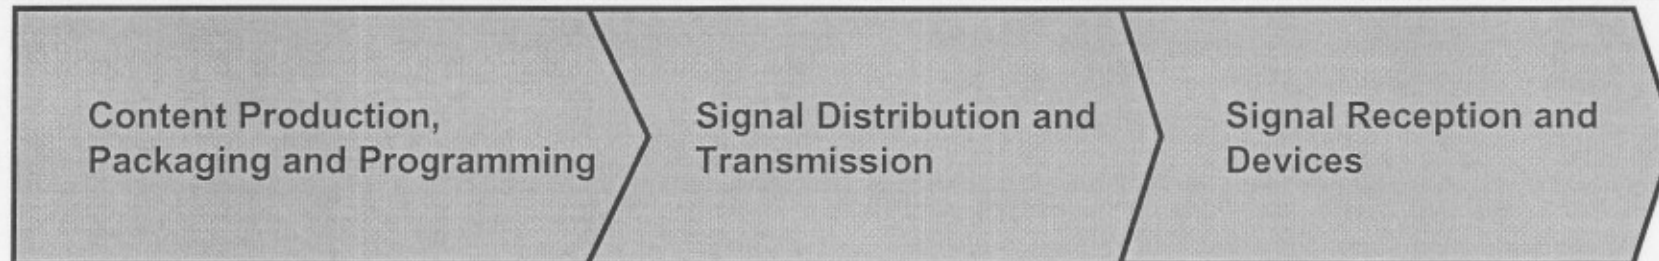 Content Production,
Packaging and Programming
Signal Distribution and
Transmission
Signal Reception and
Devices